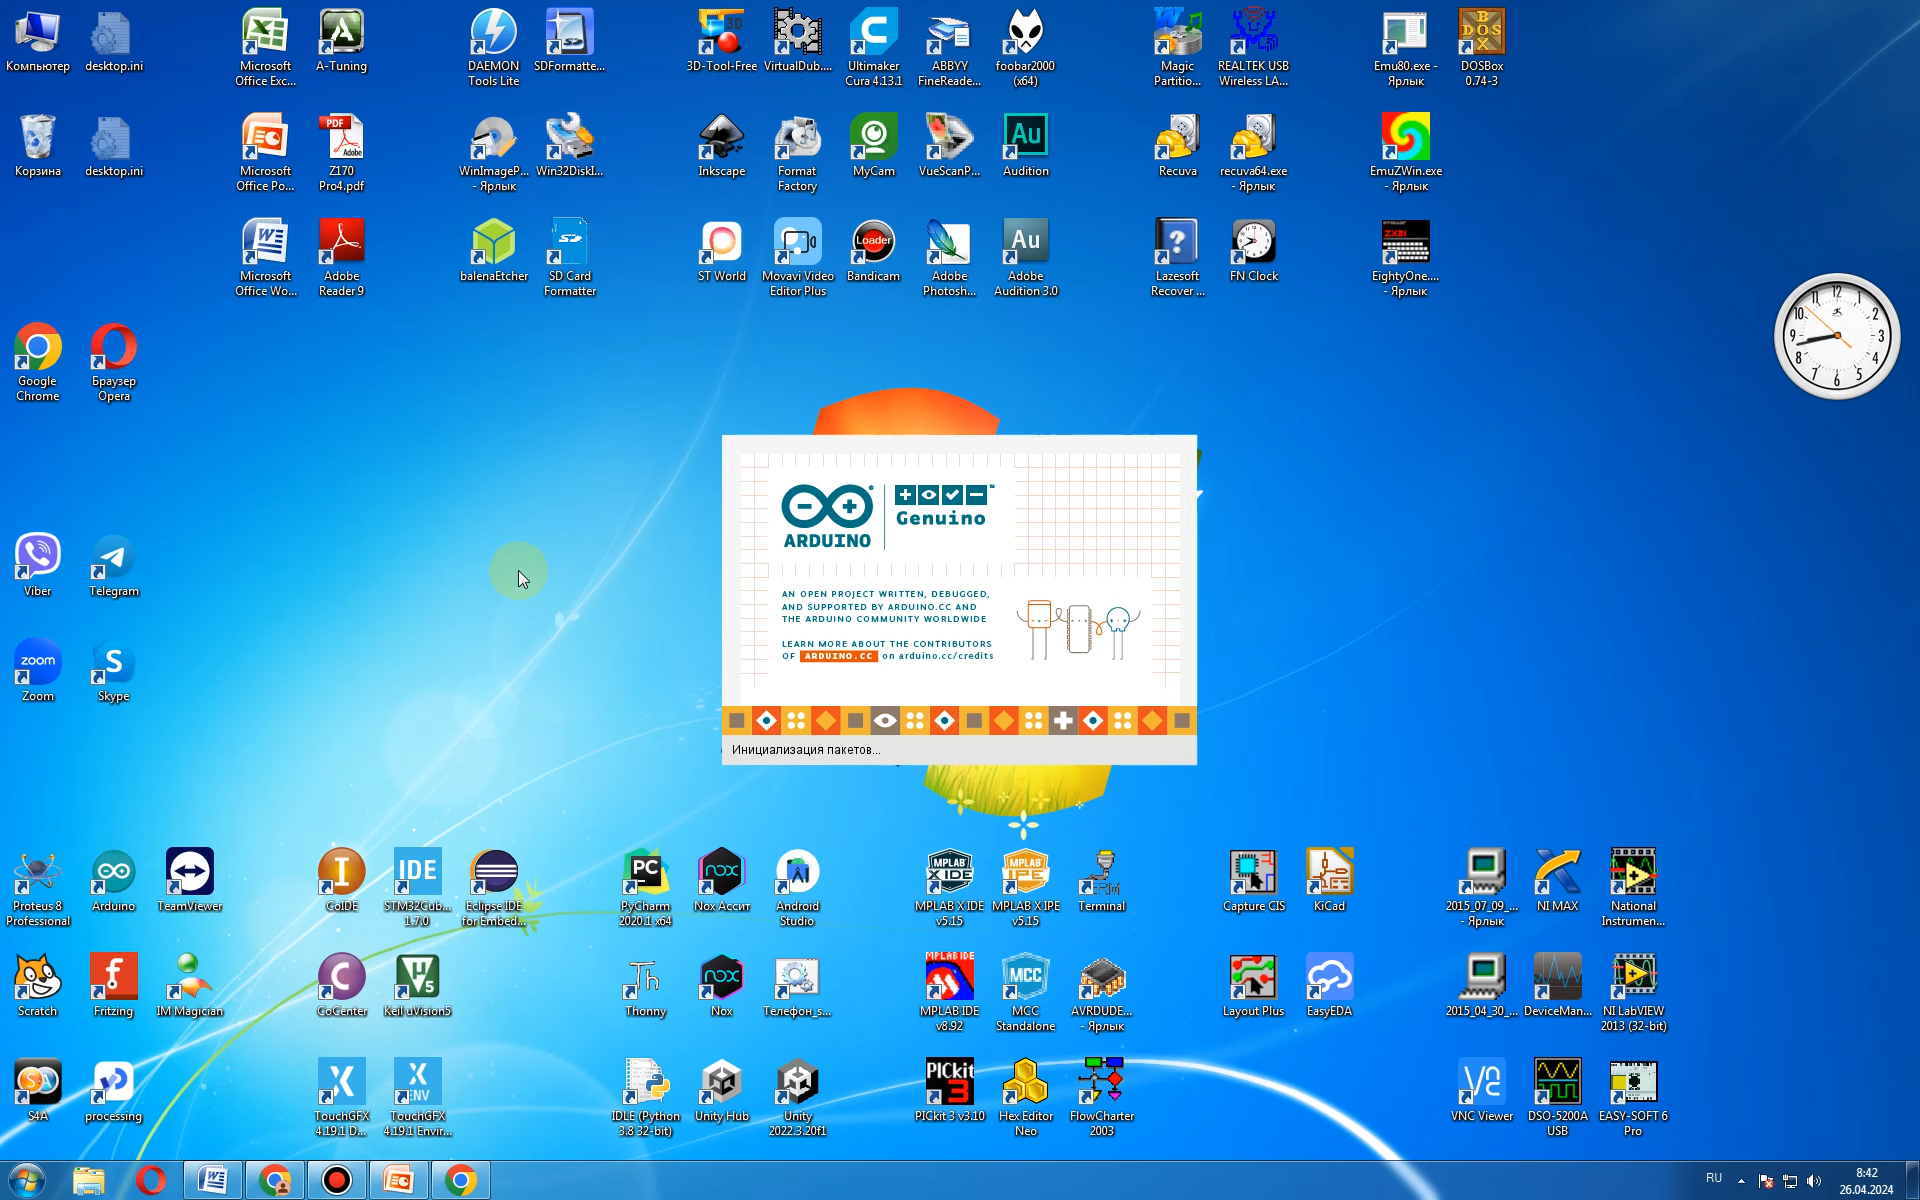 Компьютер
desktop.ini
Microsoft
Office Exc...
A-Tuning
DAEMON
Tools Lite
SDFormatte...
3D-Tool-Free
VirtualDub....
Ultimaker
Cura 4.13.1
ABBYY
FineReade...
foobar2000
(x64)
Magic
Partitio...
REALTEK USB
Wireless LA...
Emu80.exe -
Ярлык
DOSBox
0.74-3
Корзина
desktop.ini
Microsoft
Office Po...
Z170
Pro4.pdf
WinImageP...
- Ярлык
Win32DiskI...
Inkscape
Format
Factory
MyCam
VueScanP...
Audition
Recuva
recuva64.exe
- Ярлык
EmuZWin.exe
- Ярлык
Microsoft
Office Wo...
Adobe
Reader 9
balenaEtcher
SD Card
Formatter
ST World
Movavi Video
Editor Plus
Bandicam
Adobe
Photosh...
Adobe
Audition 3.0
Lazesoft
Recover ...
FN Clock
EightyOne....
- Ярлык
Google
Chrome
Браузер
Opera
Viber
Telegram
Zoom
Skype
ARDUINO
Genuino
AN OPEN PROJECT WRITTEN, DEBUGGED,
AND SUPPORTED BY ARDUINO.CC AND
THE ARDUINO COMMUNITY WORLDWIDE
LEARN MORE ABOUT THE CONTRIBUTORS
OF ARDUINO.CC on arduino.cc/credits
Инициализация пакетов...
Proteus 8
Professional
Arduino
TeamViewer
CoIDE
STM32Cub...
1.7.0
Eclipse IDE
for Embed...
PyCharm
2020.1 x64
Nox Ассит
Android
Studio
MPLAB X IDE
v5.15
MPLAB X IPE
v5.15
Terminal
Capture CIS
KiCad
2015_07_09_...
- Ярлык
NI MAX
National
Instrumen...
Scratch
Fritzing
IM Magician
CoCenter
Keil uVision5
Thonny
Nox
Телефон_s...
MPLAB IDE
v8.92
MCC
Standalone
AVRDUDE...
- Ярлык
Layout Plus
EasyEDA
2015_04_30_...
DeviceMan...
NI LabVIEW
2013 (32-bit)
S4A
processing
TouchGFX
4.19.1 D...
TouchGFX
4.19.1 Envir...
IDLE (Python
3.8 32-bit)
Unity Hub
Unity
2022.3.20f1
PICkit 3 v3.10
Hex Editor
Neo
FlowCharter
2003
VNC Viewer
DSO-5200A
USB
EASY-SOFT 6
Pro
RU
8:42
26.04.2024